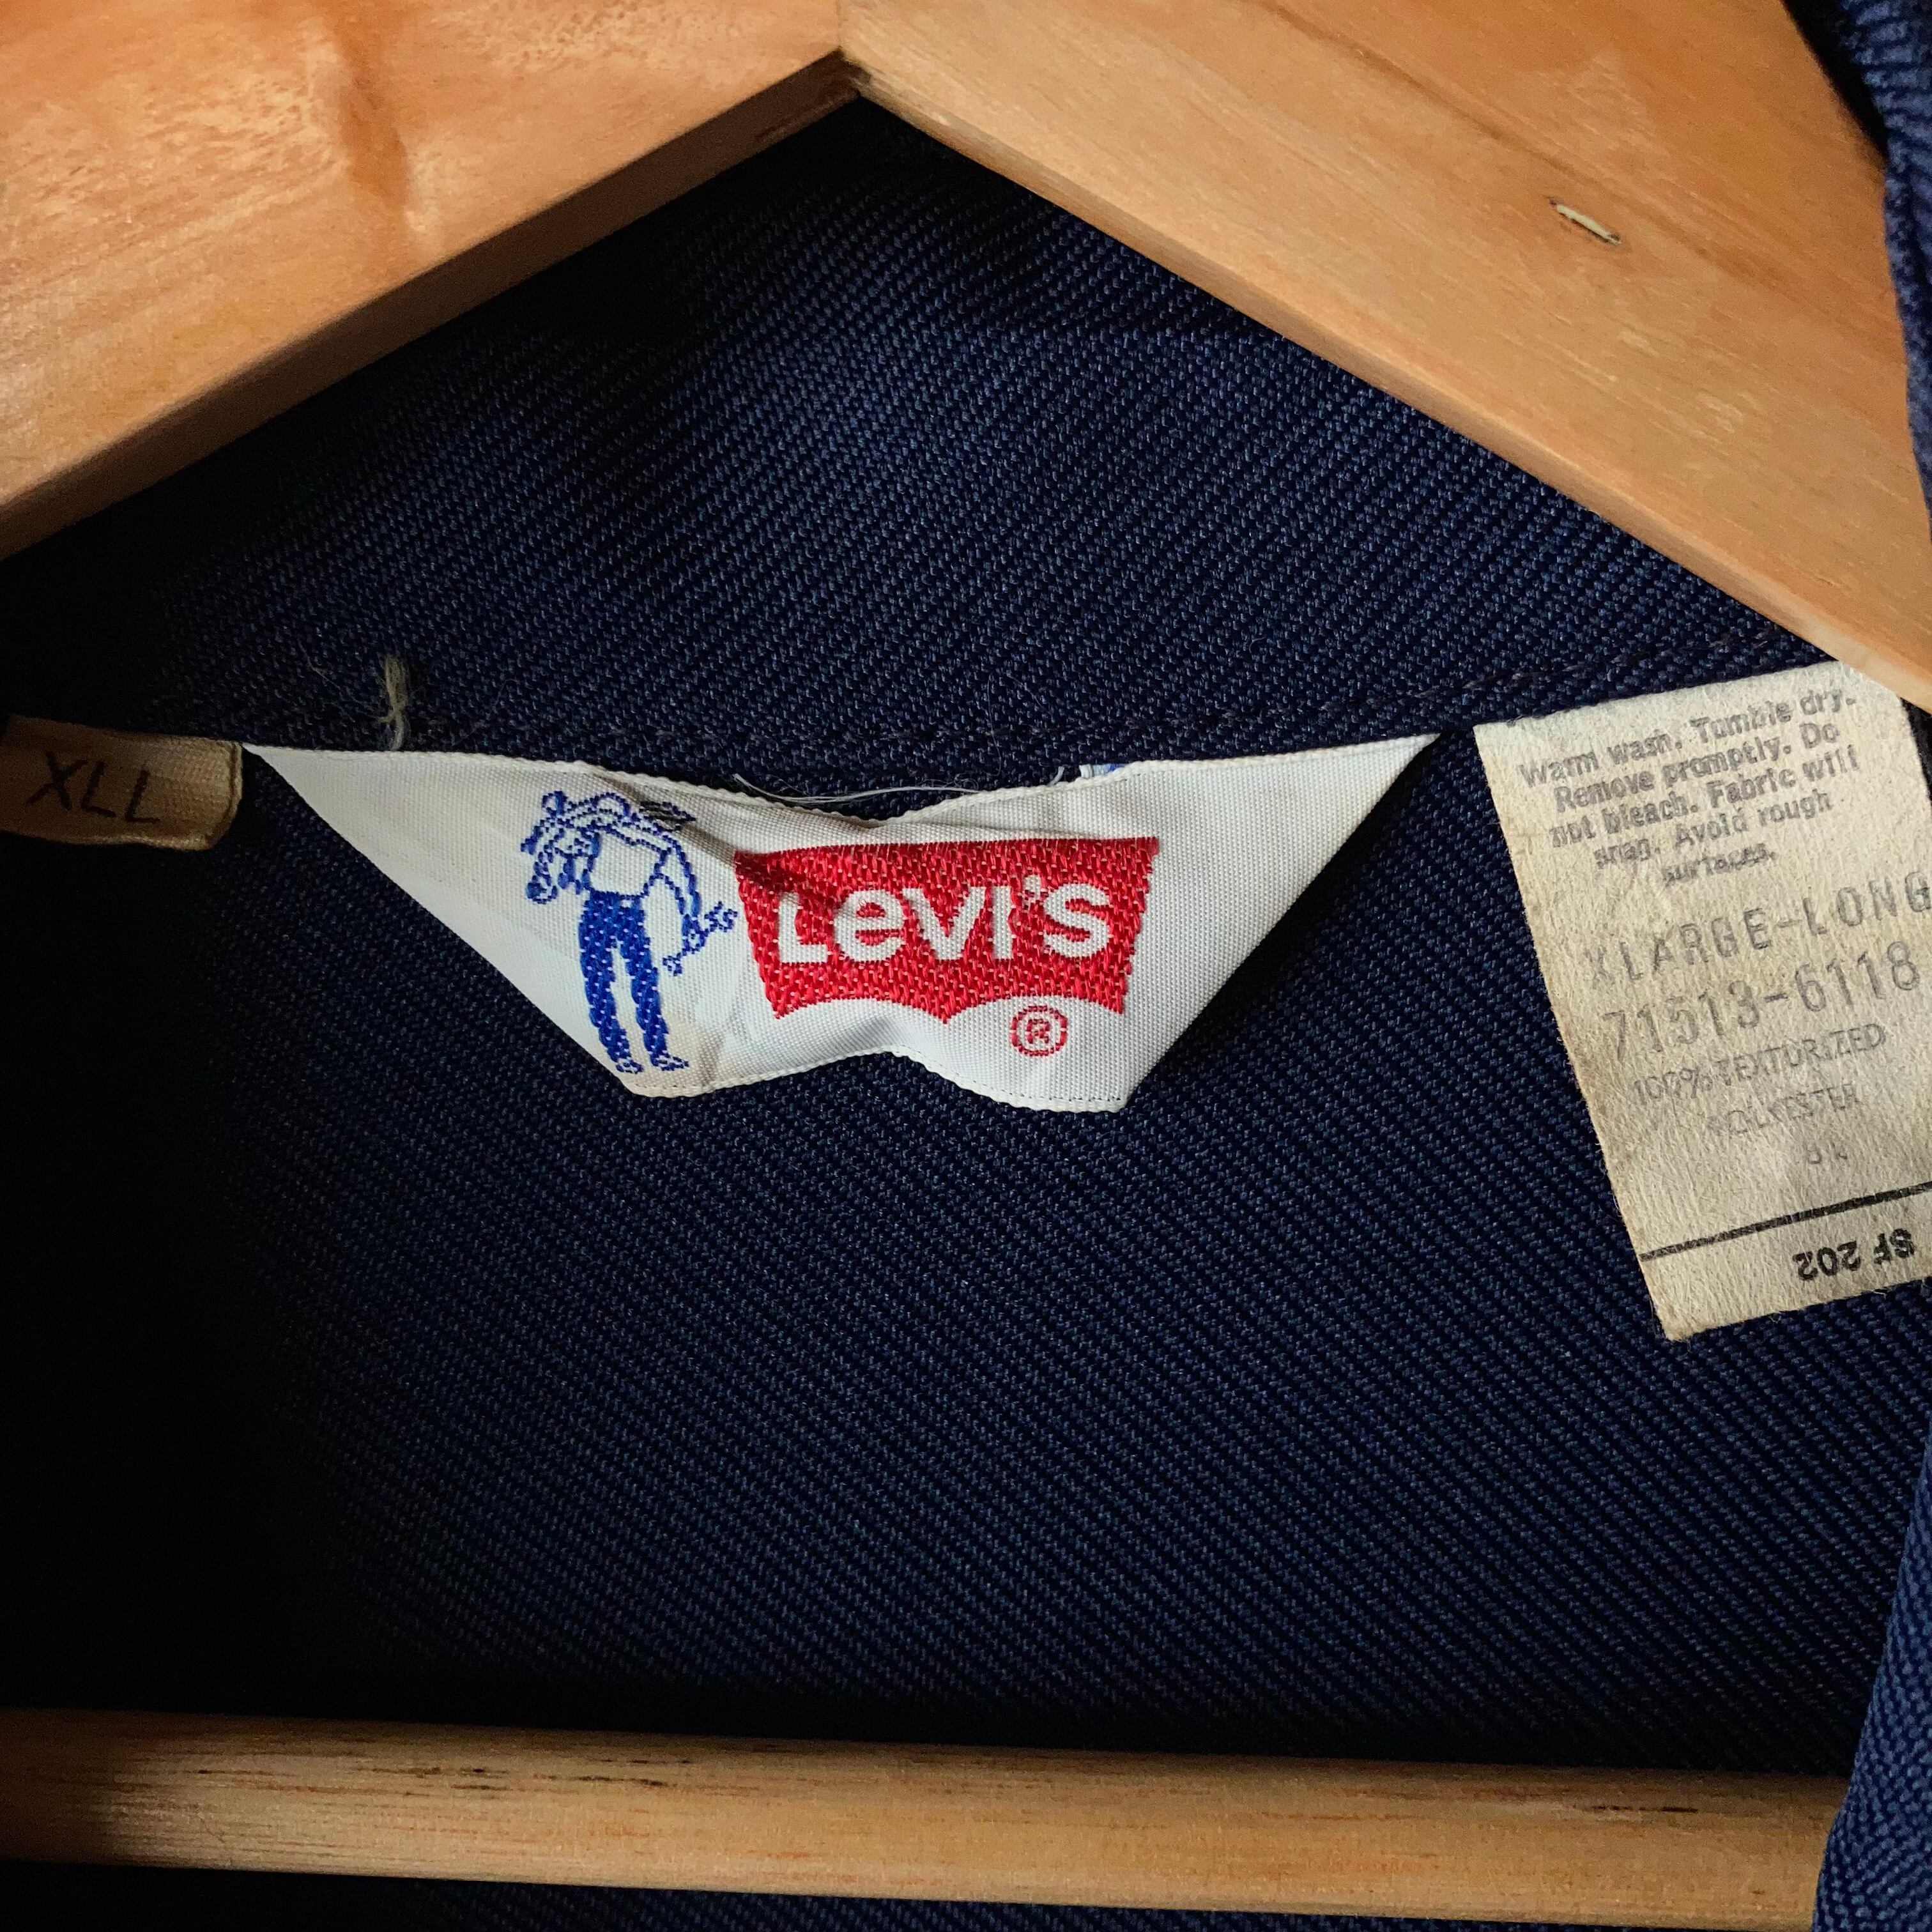 XLL
Levi's
®
Warm wash. Tumble dry.
Remove promptly. Do
not bleach. Fabric will
snag. Avoid rough
surfaces.
XLARGE-LONG
71513-6118
100% TEXTURIZED
POLYESTER
SF 202